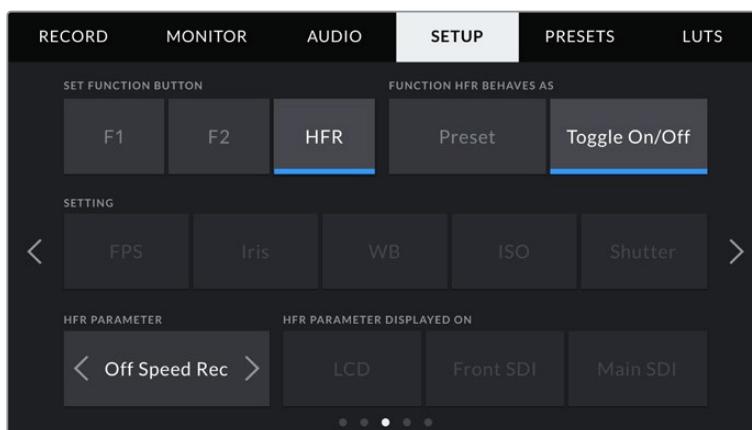 RECORD MONITOR AUDIO SETUP PRESETS LUTS
SET FUNCTION BUTTON FUNCTION HFR BEHAVES AS
F1 F2 HFR Preset Toggle On/Off
SETTING
FPS Iris WB ISO Shutter
HFR PARAMETER HFR PARAMETER DISPLAYED ON
Off Speed Rec LCD Front SDI Main SDI